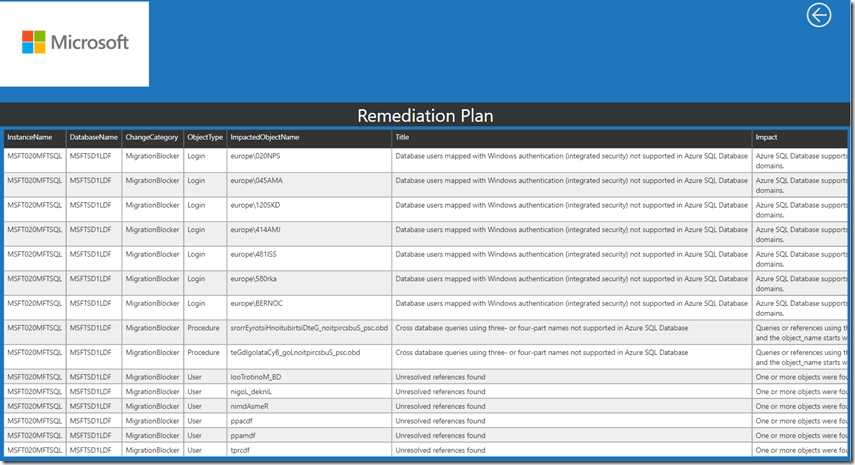 Microsoft
Remediation Plan
InstanceName DatabaseName ChangeCategory ObjectType ImpactedObjectName Title Impact
MSFT020MFTSQL MSFTSD1LDF MigrationBlocker Login europe\020NPS Database users mapped with Windows authentication (integrated security) not supported in Azure SQL Database Azure SQL Database supports
domains.
MSFT020MFTSQL MSFTSD1LDF MigrationBlocker Login europe\045AMA Database users mapped with Windows authentication (integrated security) not supported in Azure SQL Database Azure SQL Database supports
domains.
MSFT020MFTSQL MSFTSD1LDF MigrationBlocker Login europe\120SKD Database users mapped with Windows authentication (integrated security) not supported in Azure SQL Database Azure SQL Database supports
domains.
MSFT020MFTSQL MSFTSD1LDF MigrationBlocker Login europe\414AMJ Database users mapped with Windows authentication (integrated security) not supported in Azure SQL Database Azure SQL Database supports
domains.
MSFT020MFTSQL MSFTSD1LDF MigrationBlocker Login europe\481ISS Database users mapped with Windows authentication (integrated security) not supported in Azure SQL Database Azure SQL Database supports
domains.
MSFT020MFTSQL MSFTSD1LDF MigrationBlocker Login europe\580rka Database users mapped with Windows authentication (integrated security) not supported in Azure SQL Database Azure SQL Database supports
domains.
MSFT020MFTSQL MSFTSD1LDF MigrationBlocker Login europe\BERNOC Database users mapped with Windows authentication (integrated security) not supported in Azure SQL Database Azure SQL Database supports
domains.
MSFT020MFTSQL MSFTSD1LDF MigrationBlocker Procedure srorrEyrotsiHnoitubirtsiDteG_noitpircsbuS_psc.obd Cross database queries using three- or four-part names not supported in Azure SQL Database Queries or references using th
and the object_name starts w
MSFT020MFTSQL MSFTSD1LDF MigrationBlocker Procedure teGdIgolataCyB_goLnoitpircsbuS_psc.obd Cross database queries using three- or four-part names not supported in Azure SQL Database Queries or references using th
and the object_name starts w
MSFT020MFTSQL MSFTSD1LDF MigrationBlocker User looTrotinoM_BD Unresolved references found One or more objects were fou
MSFT020MFTSQL MSFTSD1LDF MigrationBlocker User nigoL_dekniL Unresolved references found One or more objects were fou
MSFT020MFTSQL MSFTSD1LDF MigrationBlocker User nimdAsmeR Unresolved references found One or more objects were fou
MSFT020MFTSQL MSFTSD1LDF MigrationBlocker User ppacdf Unresolved references found One or more objects were fou
MSFT020MFTSQL MSFTSD1LDF MigrationBlocker User ppamdf Unresolved references found One or more objects were fou
MSFT020MFTSQL MSFTSD1LDF MigrationBlocker User tprcdf Unresolved references found One or more objects were fou